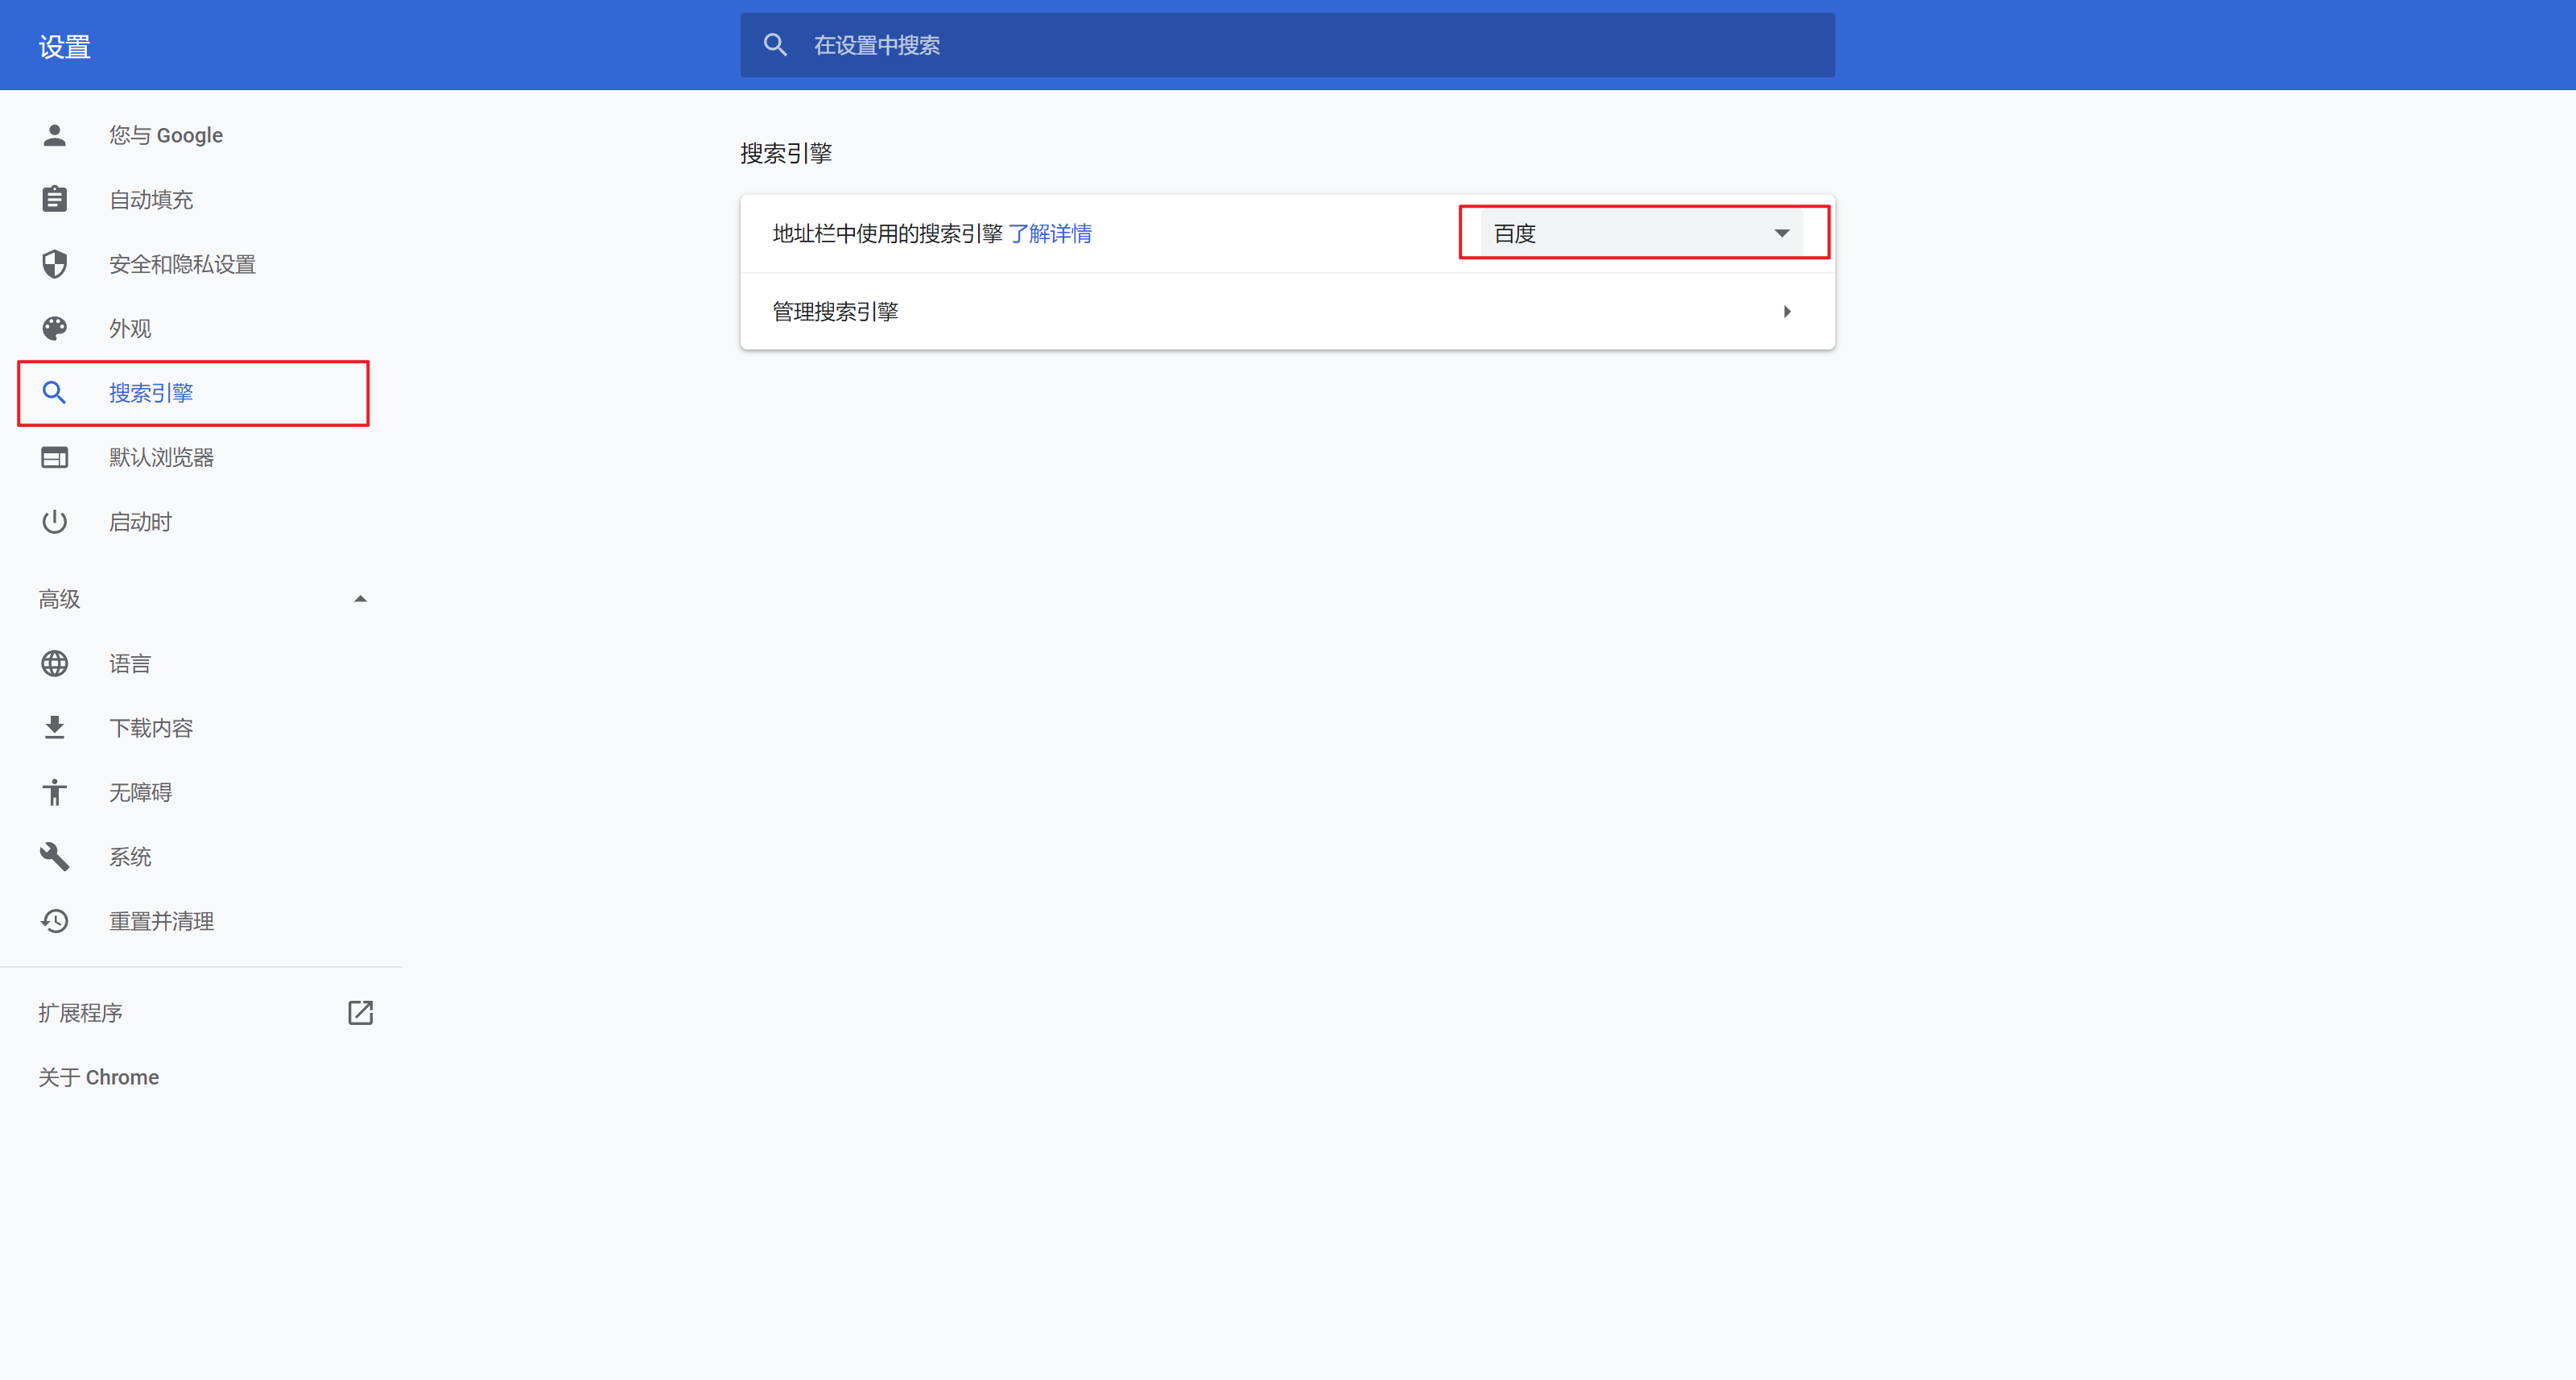 设置
在设置中搜索
您与 Google
自动填充
安全和隐私设置
外观
搜索引擎
默认浏览器
启动时
高级
语言
下载内容
无障碍
系统
重置并清理
扩展程序
关于 Chrome
搜索引擎
地址栏中使用的搜索引擎 了解详情
百度
管理搜索引擎